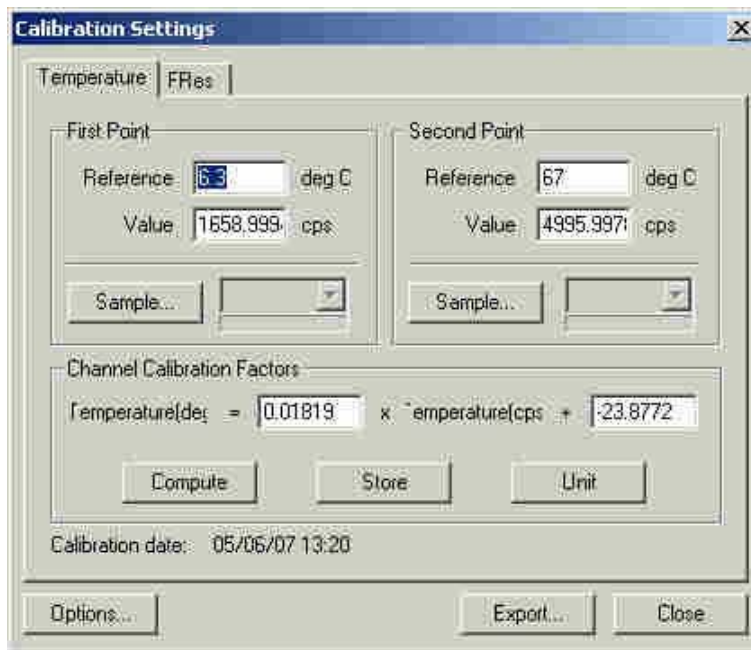 Calibration Settings
Temperature FRes
First Point
Reference 6.3 deg C
Value 1658.999 cps
Sample...
Second Point
Reference 67 deg C
Value 4995.997 cps
Sample...
Channel Calibration Factors
Temperature(deg = 0.01819 x Temperature(cps + -23.8772
Compute Store Unit
Calibration date: 05/06/07 13:20
Options... Export... Close